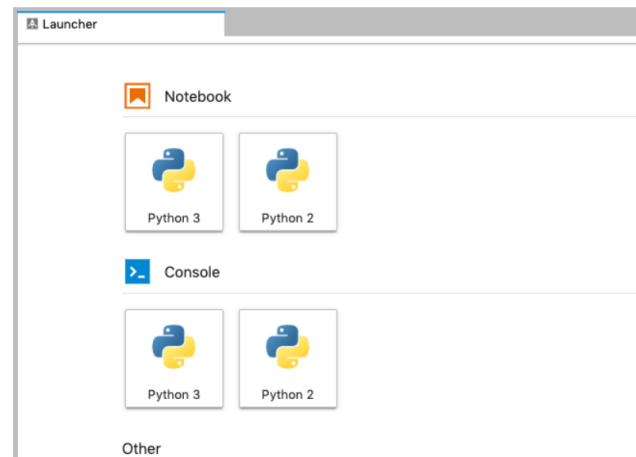 Launcher
Notebook
Python 3
Python 2
Console
Python 3
Python 2
Other